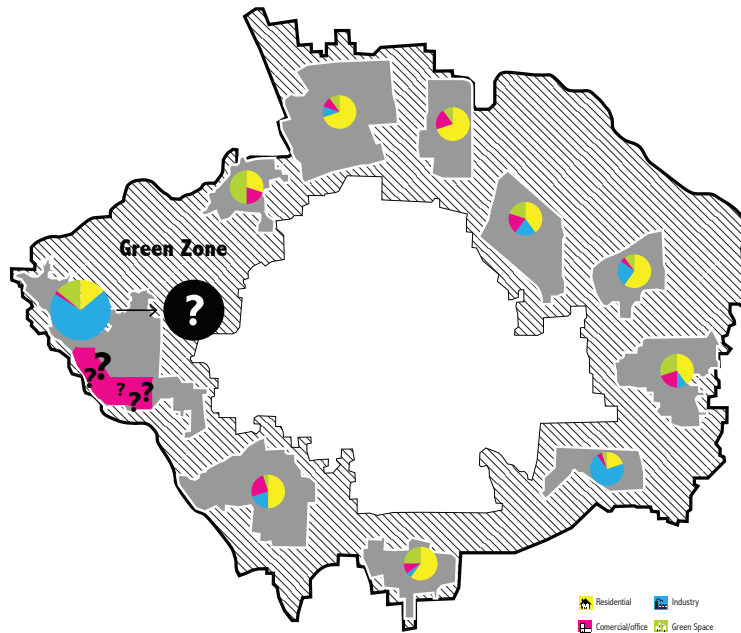 Green Zone
?
?
?
?
?
?
Residential
Industry
Comercial/office
Green Space